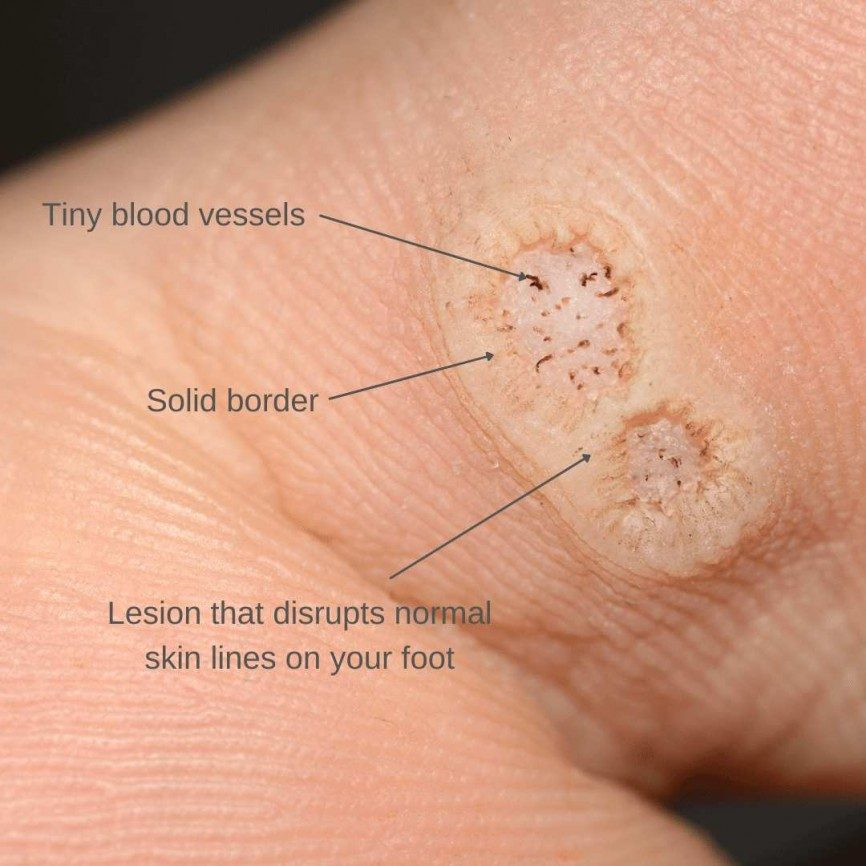 Tiny blood vessels
Solid border
Lesion that disrupts normal
skin lines on your foot